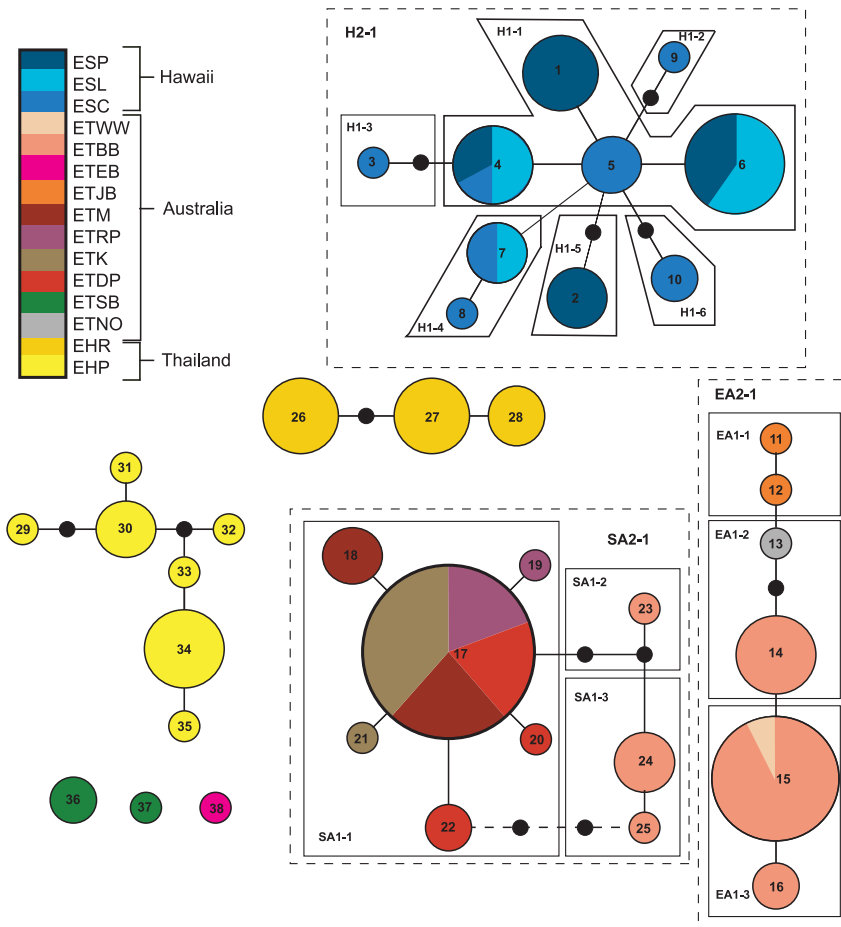 ESP
ESL
ESC
ETWW
ETBB
ETEB
ETJB
ETM
ETRP
ETK
ETDP
ETSB
ETNO
EHR
EHP
Hawaii
Australia
Thailand
H2-1
H1-1
H1-2
H1-3
H1-4
H1-5
H1-6
1
9
3
4
5
6
7
8
2
10
26
27
28
31
29
30
32
33
34
35
36
37
38
SA2-1
18
19
17
21
20
22
SA1-1
SA1-2
23
SA1-3
24
25
EA2-1
EA1-1
11
12
EA1-2
13
14
15
16
EA1-3